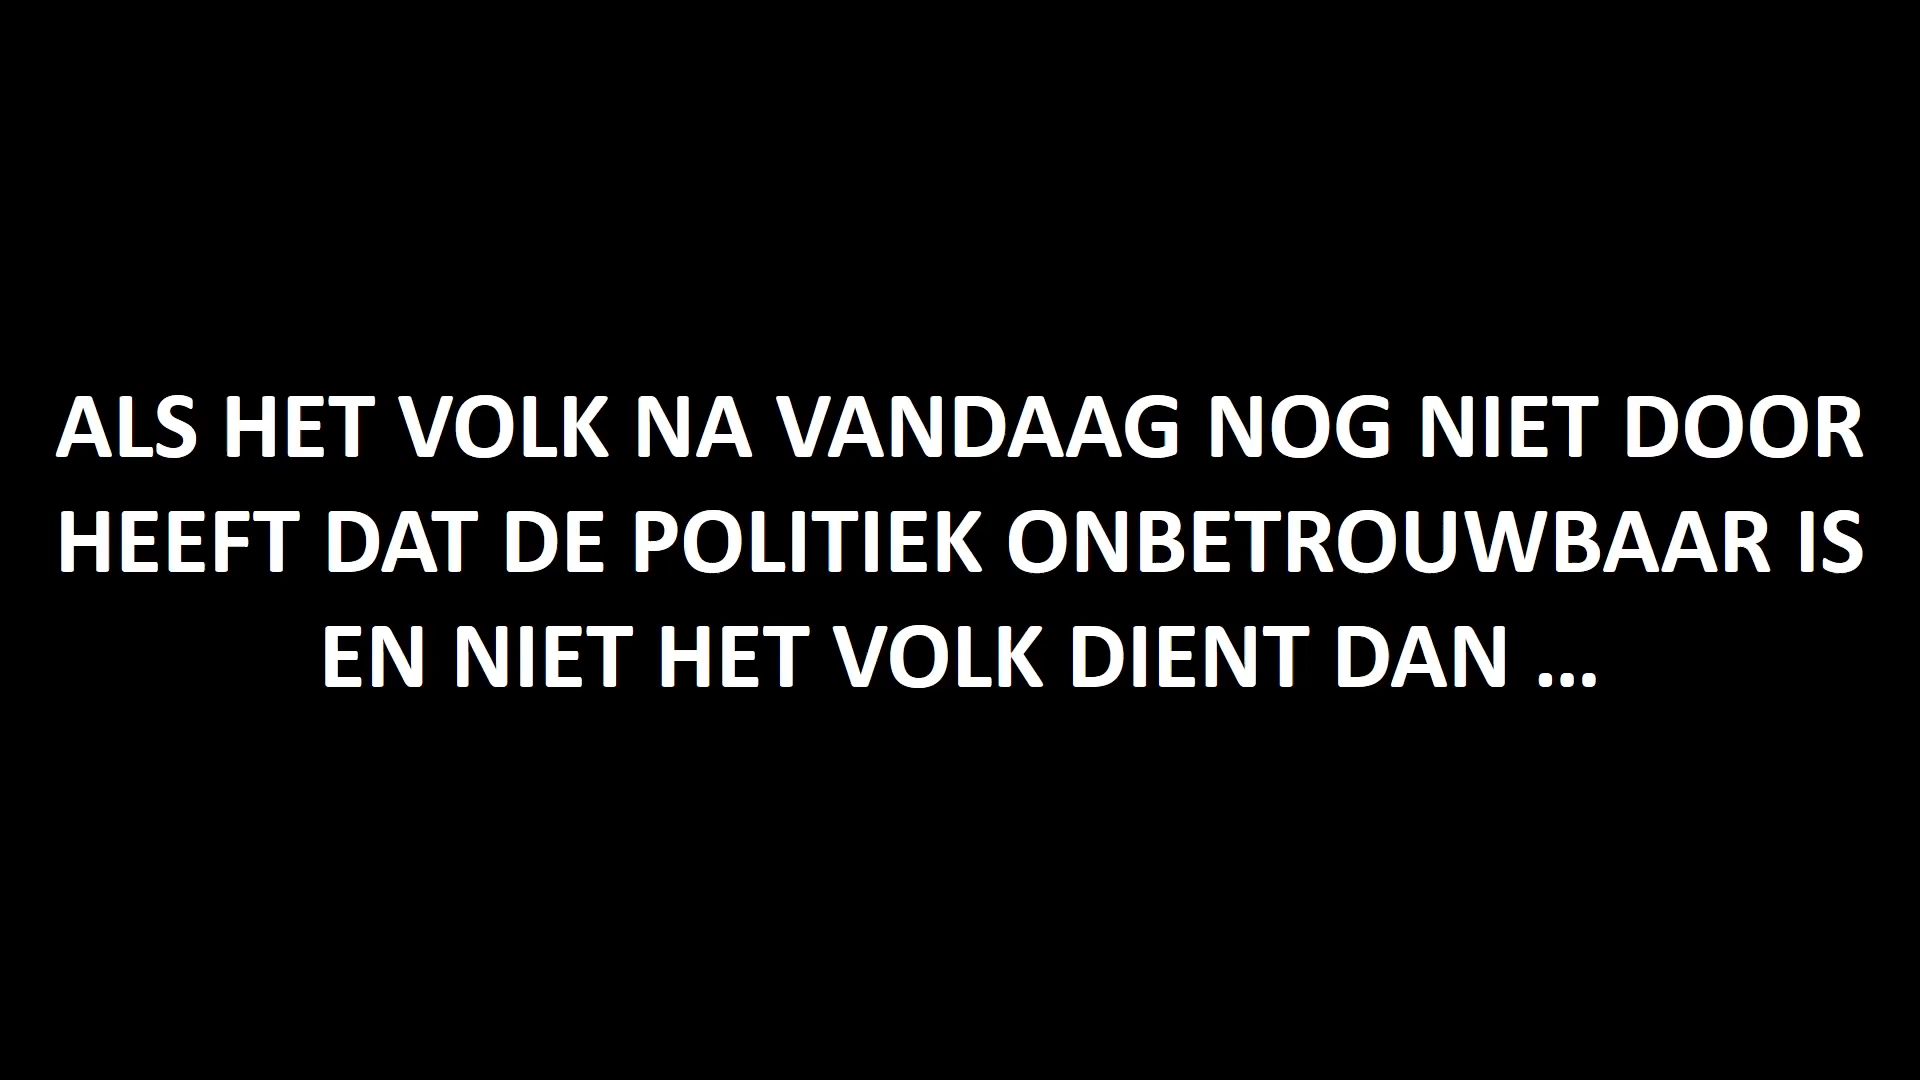 ALS HET VOLK NA VANDAAG NOG NIET DOOR
HEEFT DAT DE POLITIEK ONBETROUWBAAR IS
EN NIET HET VOLK DIENT DAN ...